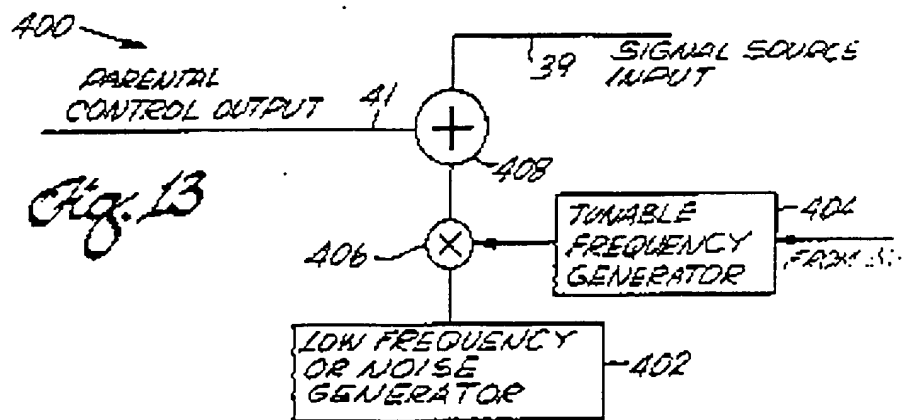 400
39
SIGNAL SOURCE
INPUT
PARENTAL
CONTROL OUTPUT
41
+
408
Fig. 13
406
×
TUNABLE
FREQUENCY
GENERATOR
404
FROM
LOW FREQUENCY
OR NOISE
GENERATOR
402